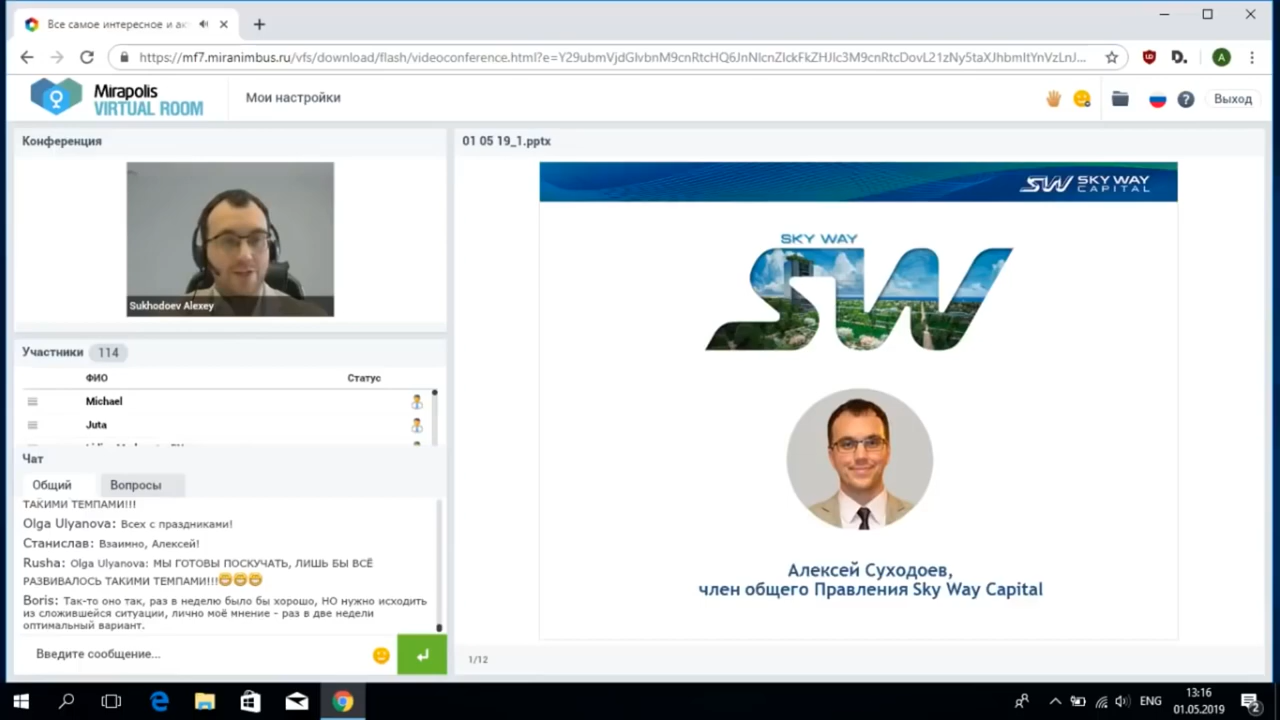 Все самое интересное и ак
https://mf7.miranimbus.ru/vfs/download/flash/videoconference.html?e=Y29ubmVjdGlvbnM9cnRtcHQ6JnNlcnZlckFkZHJlc3M9cnRtcDovL21zNy5taXJhbmltYnVzLnJ...
D.
A
Mirapolis
VIRTUAL ROOM
Мои настройки
Выход
Конференция
01 05 19_1.pptx
Sukhodoev Alexey
SW SKY WAY
CAPITAL
SKY WAY
SW
Алексей Суходоев,
член общего Правления Sky Way Capital
1/12
Участники 114
ФИО Статус
Michael
Juta
Чат
Общий Вопросы
ТАКИМИ ТЕМПАМИ!!!
Olga Ulyanova: Всех с праздниками!
Станислав: Взаимно, Алексей!
Rusha: Olga Ulyanova: МЫ ГОТОВЫ ПОСКУЧАТЬ, ЛИШЬ БЫ ВСЁ
РАЗВИВАЛОСЬ ТАКИМИ ТЕМПАМИ!!!
Boris: Так-то оно так, раз в неделю было бы хорошо, НО нужно исходить
из сложившейся ситуации, лично моё мнение - раз в две недели
оптимальный вариант.
Введите сообщение...
ENG
13:16
01.05.2019
2